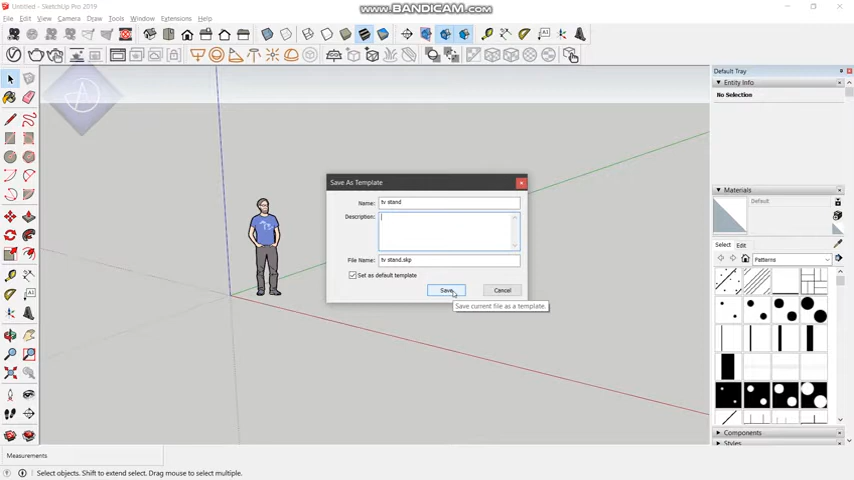 WWW.BANDICAM.COM
Untitled - SketchUp Pro 2019
File Edit View Camera Draw Tools Window Extensions Help
Default Tray
Entity Info
No Selection
Save As Template
Name: tv stand
Description:
File Name: tv stand.skp
Set as default template
Save Cancel
Save current file as a template.
Materials
Default
Select Edit
Patterns
Components
Styles
Measurements
Select objects. Shift to extend select. Drag mouse to select multiple.